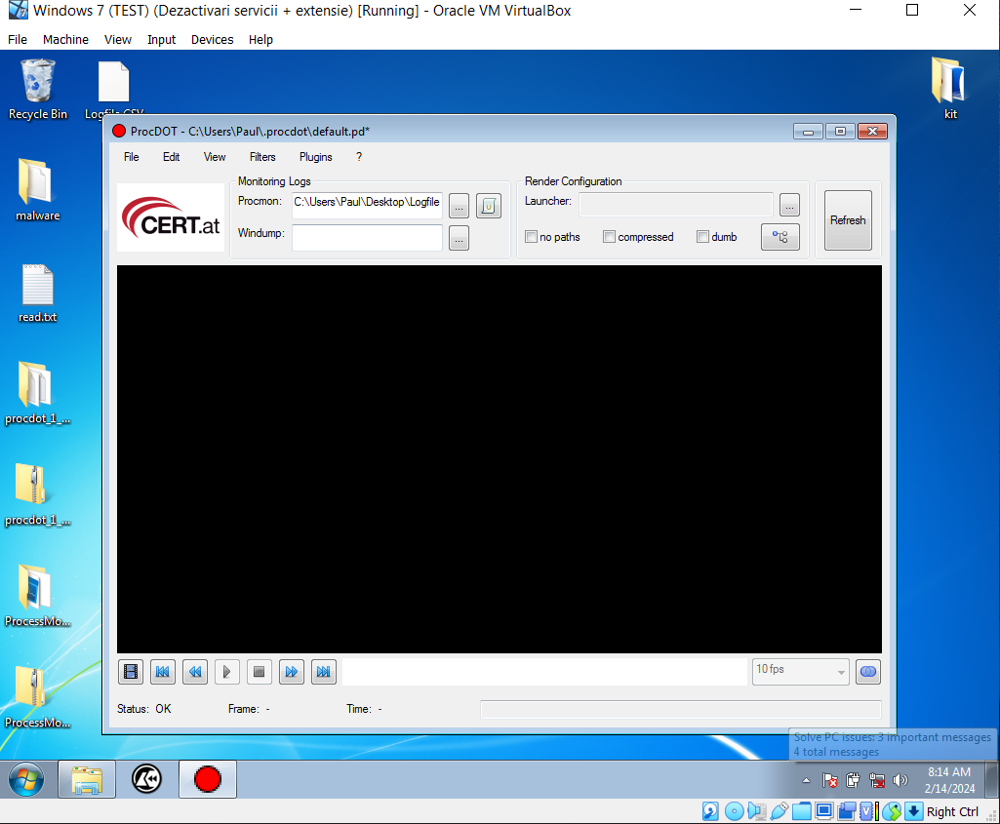 Windows 7 (TEST) (Dezactivari servicii + extensie) [Running] - Oracle VM VirtualBox
File Machine View Input Devices Help
Recycle Bin
Logfile.CSV
kit
ProcDOT - C:\Users\Paul\.procdot\default.pd*
File Edit View Filters Plugins ?
Monitoring Logs
Procmon: C:\Users\Paul\Desktop\Logfile ...
Windump: ...
Render Configuration
Launcher: ...
no paths compressed dumb
Refresh
CERT.at
malware
read.txt
procdot_1_...
procdot_1_...
ProcessMo...
ProcessMo...
10 fps
Status: OK Frame: - Time: -
Solve PC issues: 3 important messages
4 total messages
8:14 AM
2/14/2024
Right Ctrl